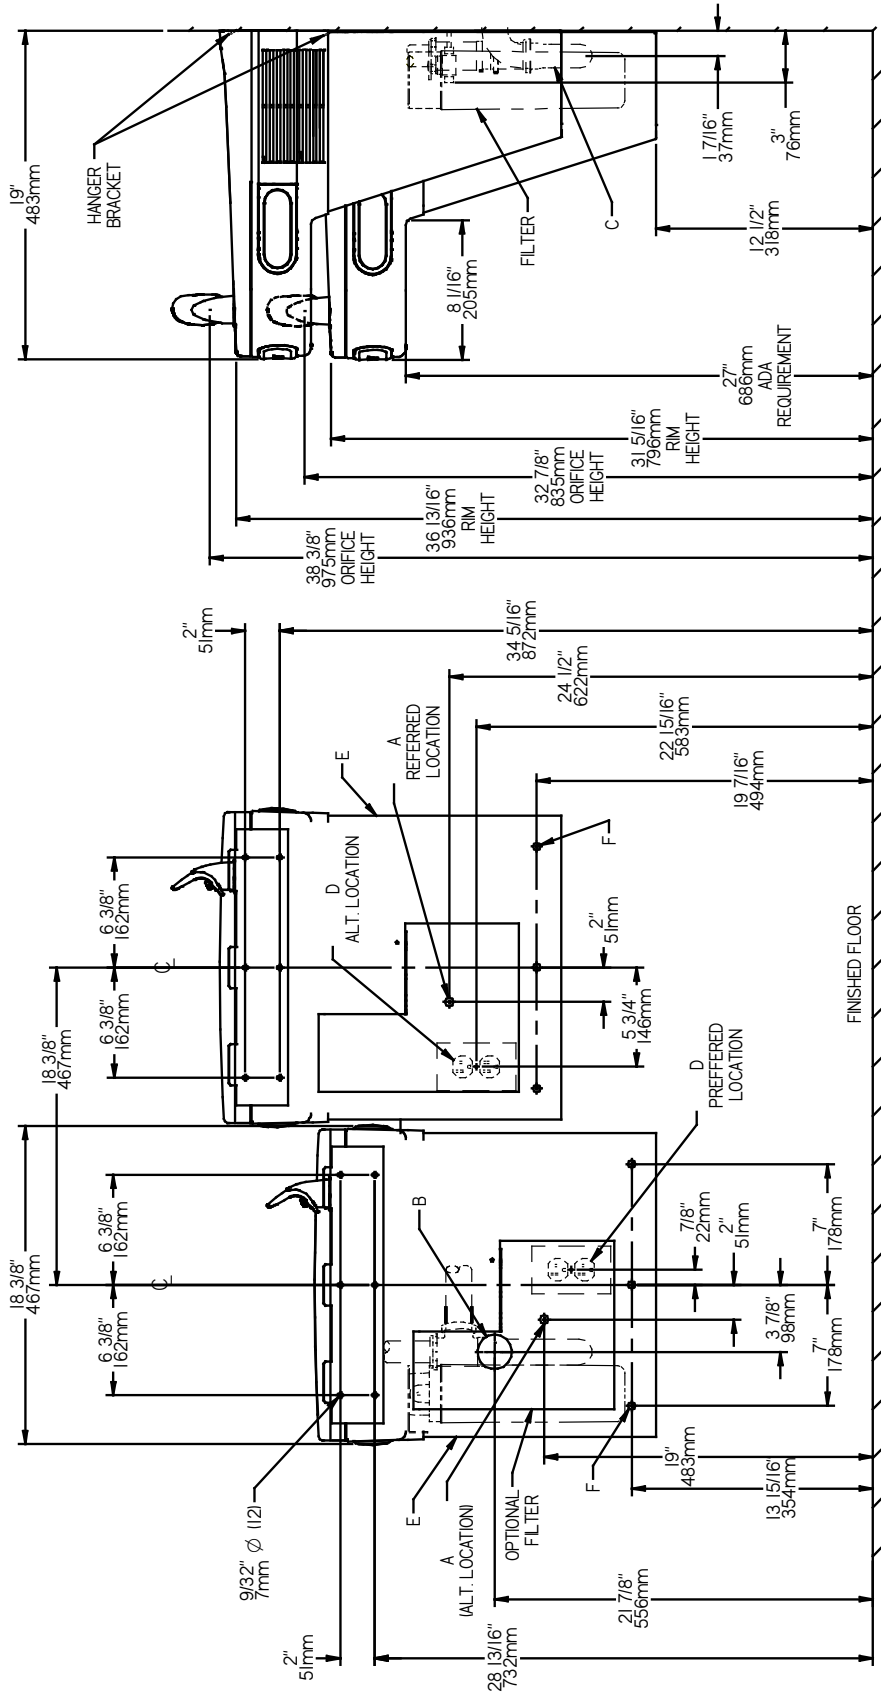 19"
483mm
HANGER
BRACKET
FILTER
C
1 7/16"
37mm
3"
76mm
8 1/16"
205mm
12 1/2"
318mm
27"
686mm
ADA
REQUIREMENT
31 5/16"
796mm
RIM
HEIGHT
32 7/8"
835mm
ORIFICE
HEIGHT
36 13/16"
936mm
RIM
HEIGHT
38 3/8"
975mm
ORIFICE
HEIGHT
2"
51mm
34 5/16"
872mm
24 1/2"
622mm
22 15/16"
583mm
19 7/16"
494mm
A
REFERRED
LOCATION
E
D
ALT. LOCATION
F
6 3/8"
162mm
6 3/8"
162mm
18 3/8"
467mm
CL
2"
51mm
5 3/4"
146mm
FINISHED FLOOR
D
PREFFERED
LOCATION
18 3/8"
467mm
6 3/8"
162mm
6 3/8"
162mm
CL
B
7/8"
22mm
2"
51mm
7"
178mm
3 7/8"
98mm
7"
178mm
9/32" Ø (12)
7mm
E
A
(ALT. LOCATION)
OPTIONAL
FILTER
F
19"
483mm
13 15/16"
354mm
21 7/8"
556mm
2"
51mm
28 13/16"
732mm